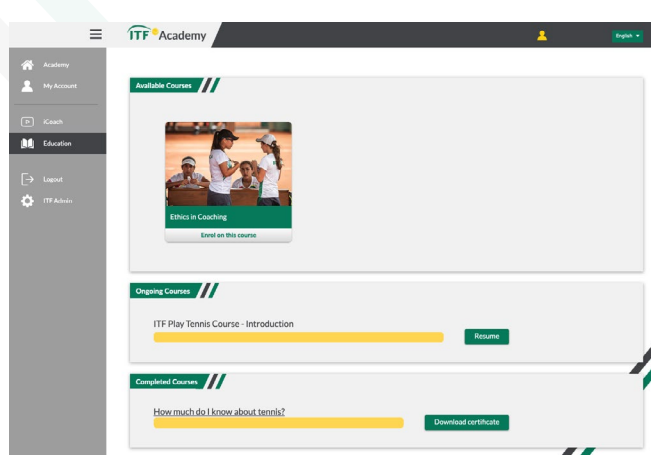 ITF Academy
English
Academy
My Account
iCoach
Education
Logout
ITF Admin
Available Courses
Ethics in Coaching
Enrol on this course
Ongoing Courses
ITF Play Tennis Course - Introduction
Resume
Completed Courses
How much do I know about tennis?
Download certificate